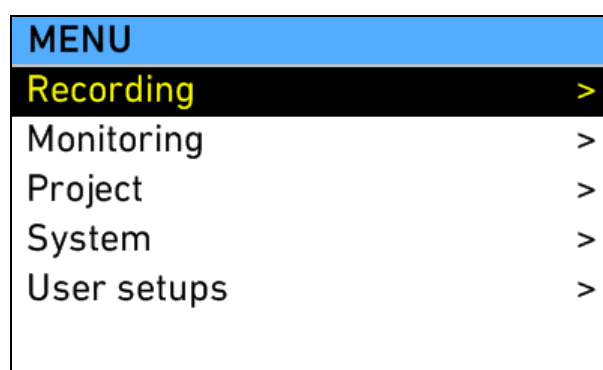 MENU
Recording >
Monitoring >
Project >
System >
User setups >